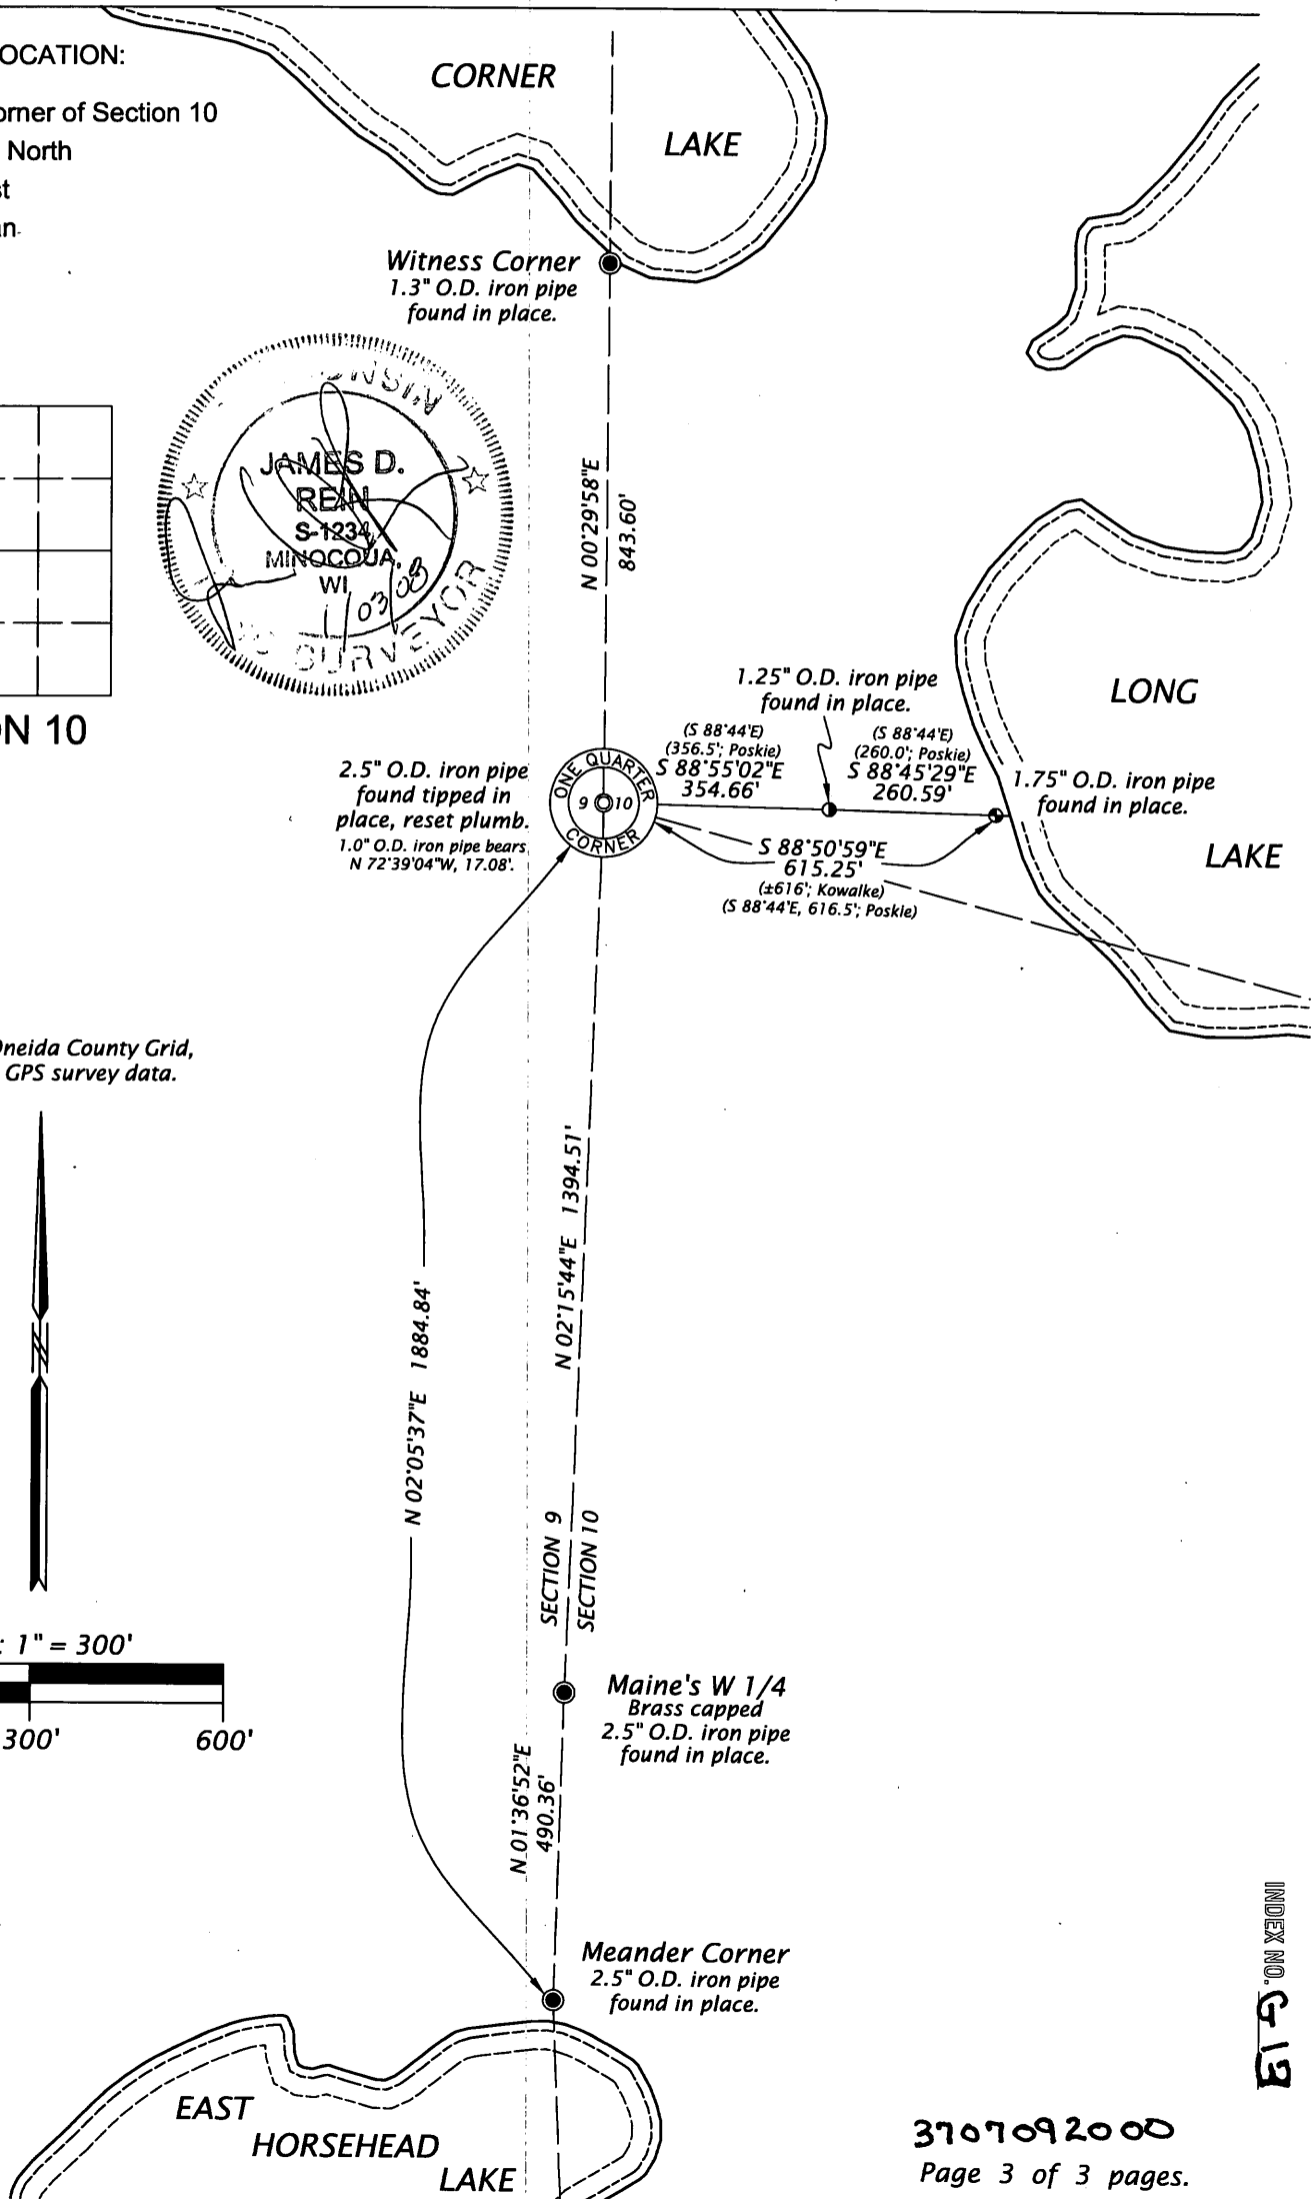 OCATION:
orner of Section 10
North
st
an
CORNER
LAKE
Witness Corner
1.3" O.D. iron pipe
found in place.
ONSIN
JAMES D.
REIN
S-1234
MINOCQUA,
WI
11 03 08
SURVEYOR
N 00°29'58"E
843.60'
ON 10
1.25" O.D. iron pipe
found in place.
(S 88°44'E)
(356.5'; Poskie)
S 88°55'02"E
354.66'
(S 88°44'E)
(260.0'; Poskie)
S 88°45'29"E
260.59'
LONG
LAKE
1.75" O.D. iron pipe
found in place.
2.5" O.D. iron pipe
found tipped in
place, reset plumb.
1.0" O.D. iron pipe bears
N 72°39'04"W, 17.08'.
ONE QUARTER
9 10
CORNER
S 88°50'59"E
615.25'
(±616'; Kowalke)
(S 88°44'E, 616.5'; Poskie)
Oneida County Grid,
GPS survey data.
N 02°15'44"E 1394.51'
N 02°05'37"E 1884.84'
SECTION 9
SECTION 10
: 1" = 300'
300' 600'
Maine's W 1/4
Brass capped
2.5" O.D. iron pipe
found in place.
N 01°36'52"E
490.36'
Meander Corner
2.5" O.D. iron pipe
found in place.
EAST
HORSEHEAD
LAKE
INDEX NO. G 13
3707092000
Page 3 of 3 pages.